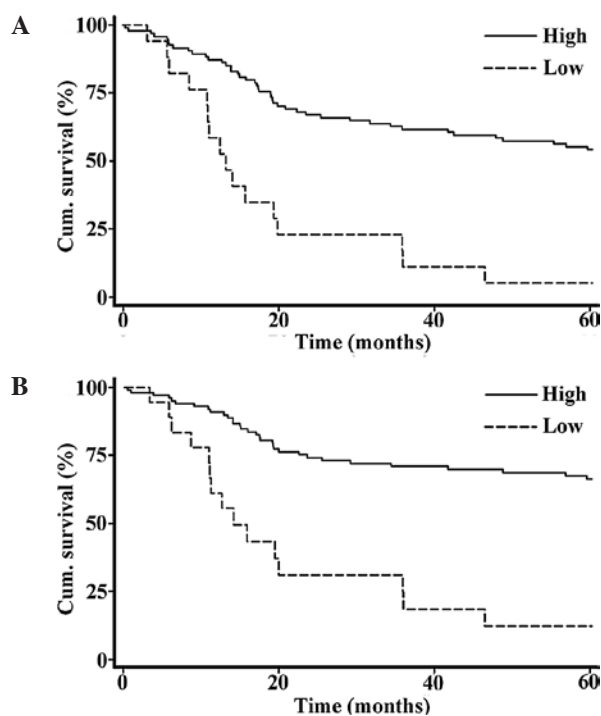 A
100
75
50
25
0
Cum. survival (%)
High
Low
0 20 40 60
Time (months)
B
100
75
50
25
0
Cum. survival (%)
High
Low
0 20 40 60
Time (months)